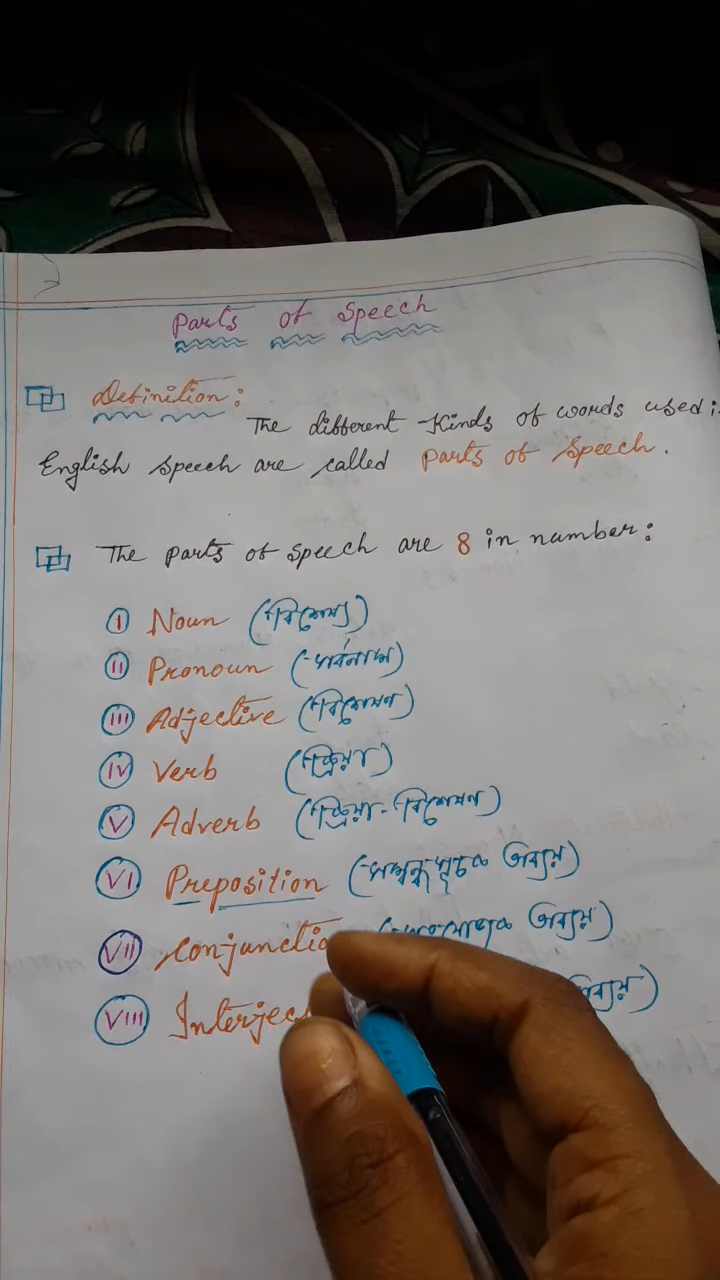 Parts of Speech
Definition:
The different kinds of words used
English speech are called Parts of Speech.
The parts of speech are 8 in number:
I Noun (বিশেষ্য)
II Pronoun (সর্বনাম)
III Adjective (বিশেষন)
IV Verb (ক্রিয়া)
V Adverb (ক্রিয়া-বিশেষন)
VI Preposition (সম্বন্ধসূচক অব্যয়)
VII Conjunctio অব্যয়)
VIII Interjec অব্যয়)